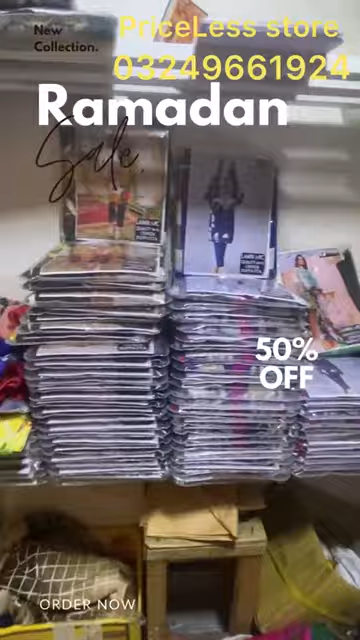 New
Collection.
PriceLess store
03249661924
Ramadan
Sale.
50%
OFF
ORDER NOW